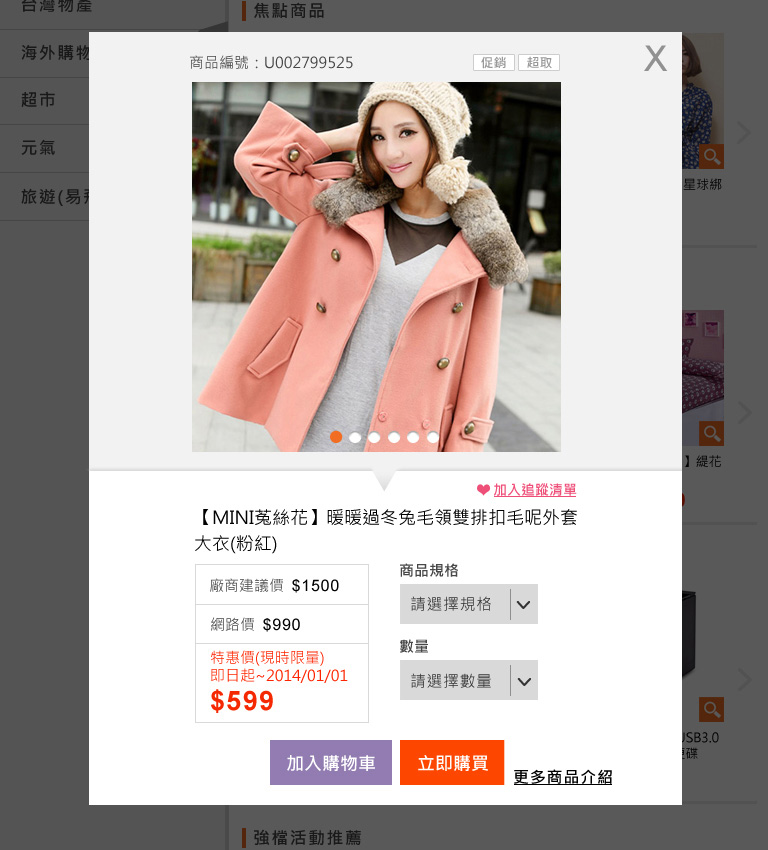 台灣物產
海外購物
超市
元氣
旅遊(易
焦點商品
星球綁
】緹花
USB3.0
碟
強檔活動推薦
商品編號：U002799525
促銷
超取
X
加入追蹤清單
【MINI菟絲花】暖暖過冬兔毛領雙排扣毛呢外套
大衣(粉紅)
廠商建議價 $1500
網路價 $990
特惠價(現時限量)
即日起~2014/01/01
$599
商品規格
請選擇規格
數量
請選擇數量
加入購物車
立即購買
更多商品介紹